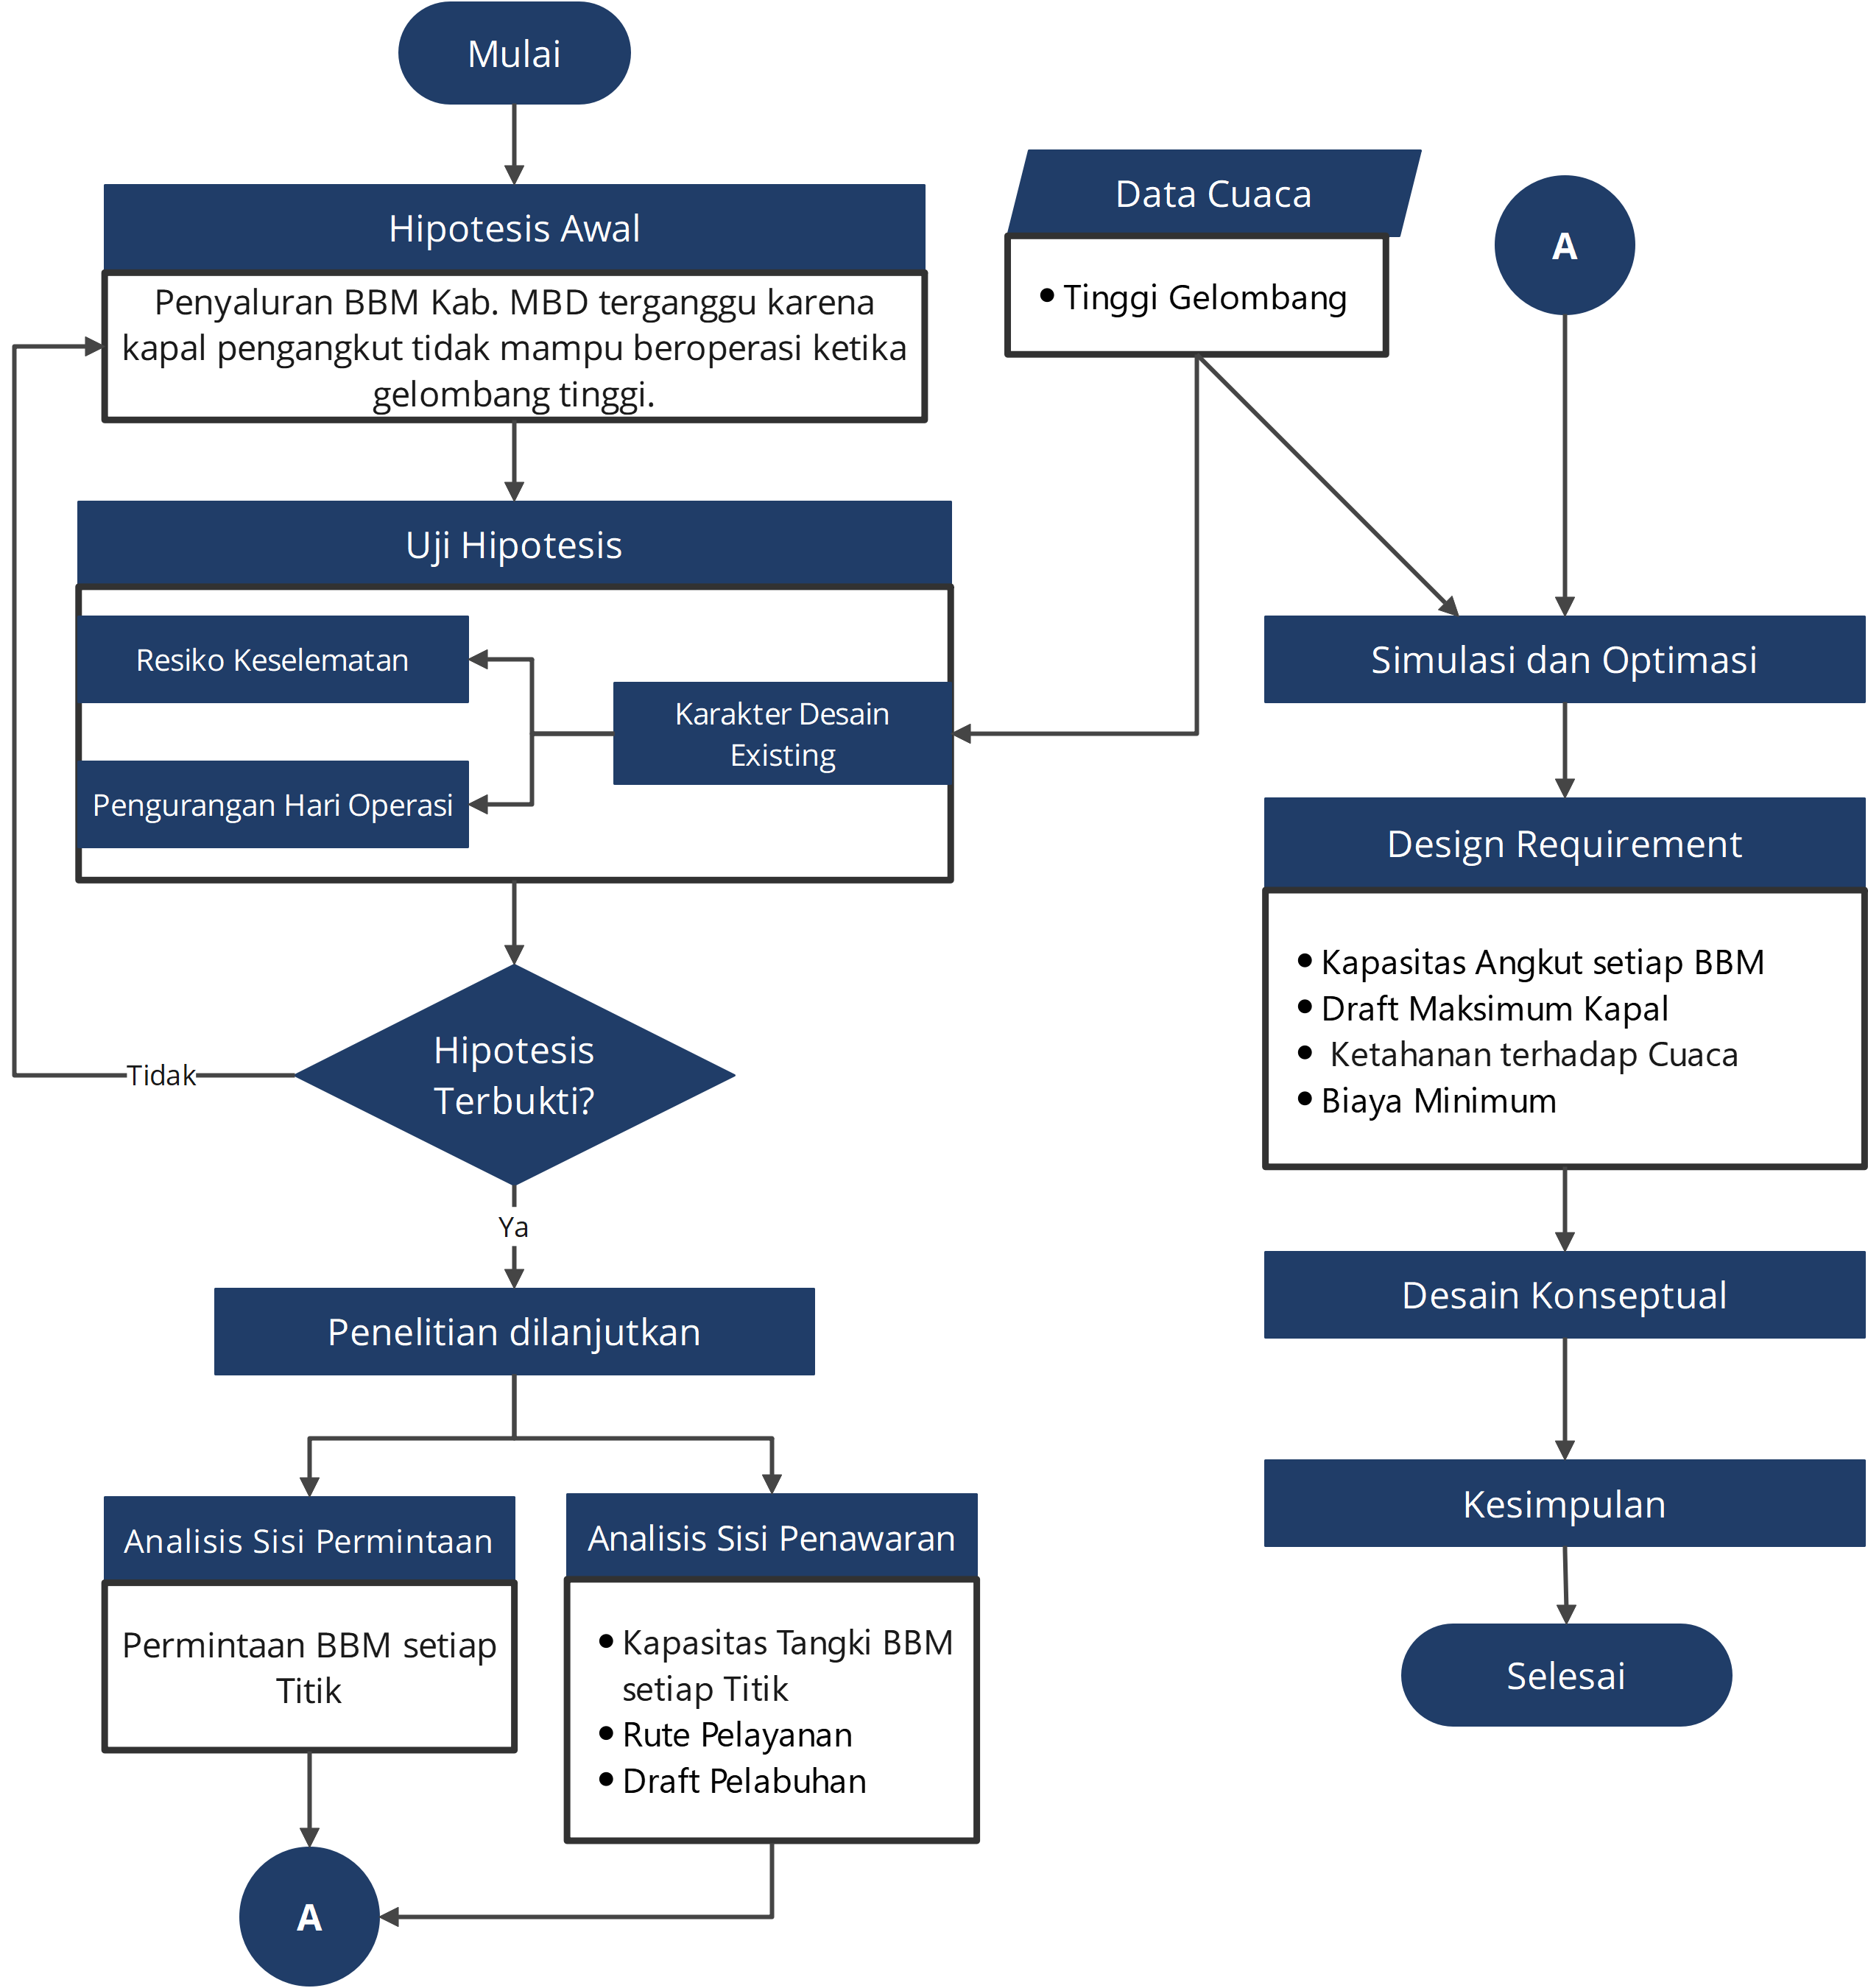 Mulai
Hipotesis Awal
Penyaluran BBM Kab. MBD terganggu karena
kapal pengangkut tidak mampu beroperasi ketika
gelombang tinggi.
Uji Hipotesis
Resiko Keselematan
Karakter Desain
Existing
Pengurangan Hari Operasi
Hipotesis
Terbukti?
Tidak
Ya
Penelitian dilanjutkan
Analisis Sisi Permintaan
Permintaan BBM setiap
Titik
Analisis Sisi Penawaran
• Kapasitas Tangki BBM
setiap Titik
• Rute Pelayanan
• Draft Pelabuhan
A
Data Cuaca
• Tinggi Gelombang
A
Simulasi dan Optimasi
Design Requirement
• Kapasitas Angkut setiap BBM
• Draft Maksimum Kapal
• Ketahanan terhadap Cuaca
• Biaya Minimum
Desain Konseptual
Kesimpulan
Selesai